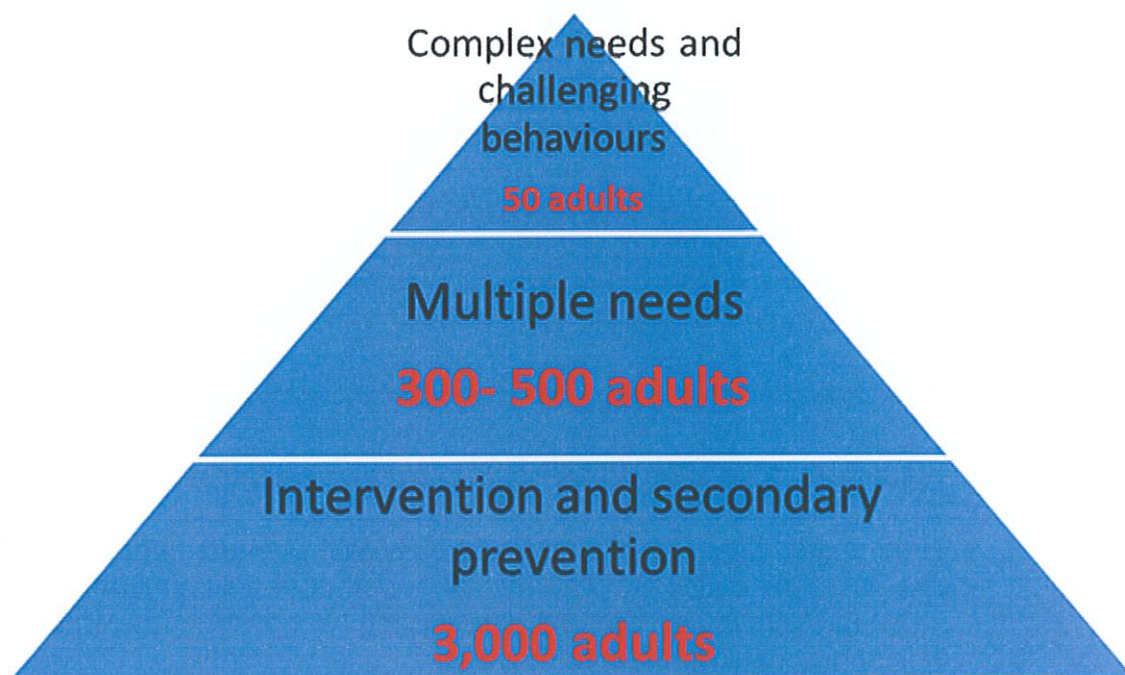 Complex needs and
challenging
behaviours
50 adults
Multiple needs
300- 500 adults
Intervention and secondary
prevention
3,000 adults